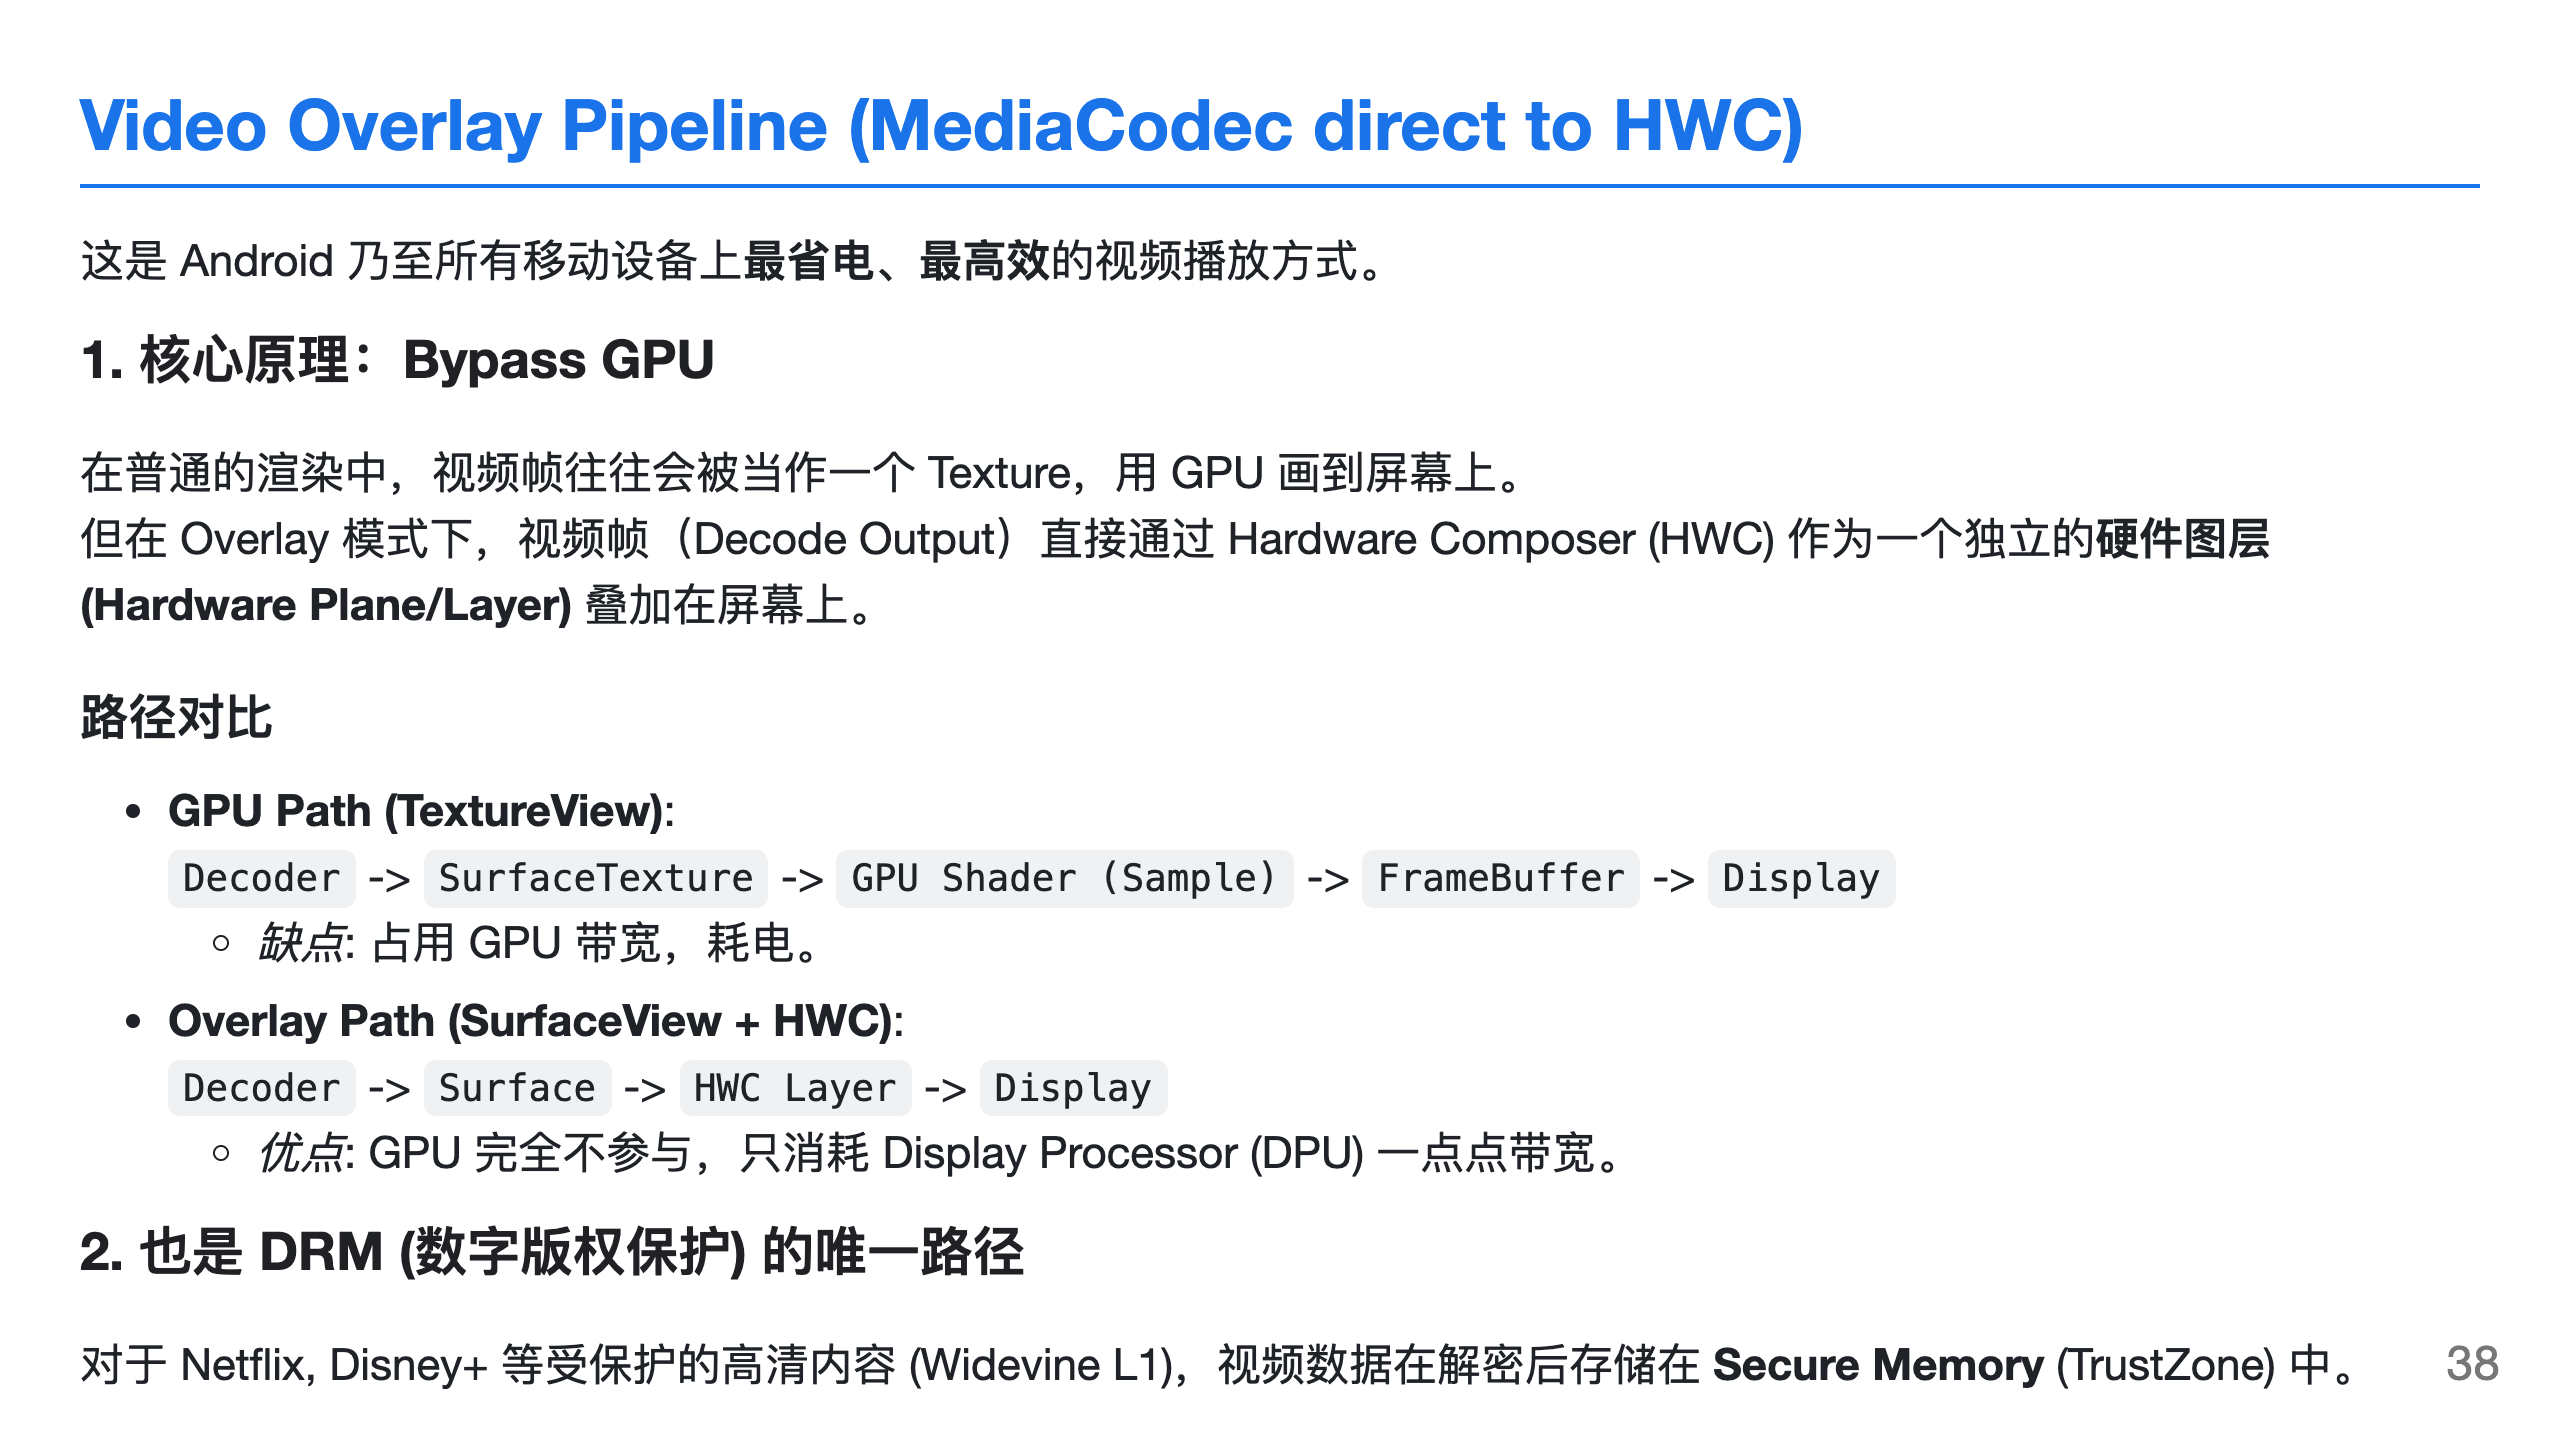 Video Overlay Pipeline (MediaCodec direct to HWC)
这是 Android 乃至所有移动设备上最省电、最高效的视频播放方式。
1. 核心原理：Bypass GPU
在普通的渲染中，视频帧往往会被当作一个 Texture，用 GPU 画到屏幕上。
但在 Overlay 模式下，视频帧（Decode Output）直接通过 Hardware Composer (HWC) 作为一个独立的硬件图层
(Hardware Plane/Layer) 叠加在屏幕上。
路径对比
• GPU Path (TextureView):
Decoder -> SurfaceTexture -> GPU Shader (Sample) -> FrameBuffer -> Display
◦ 缺点: 占用 GPU 带宽，耗电。
• Overlay Path (SurfaceView + HWC):
Decoder -> Surface -> HWC Layer -> Display
◦ 优点: GPU 完全不参与，只消耗 Display Processor (DPU) 一点点带宽。
2. 也是 DRM (数字版权保护) 的唯一路径
对于 Netflix, Disney+ 等受保护的高清内容 (Widevine L1)，视频数据在解密后存储在 Secure Memory (TrustZone) 中。
38